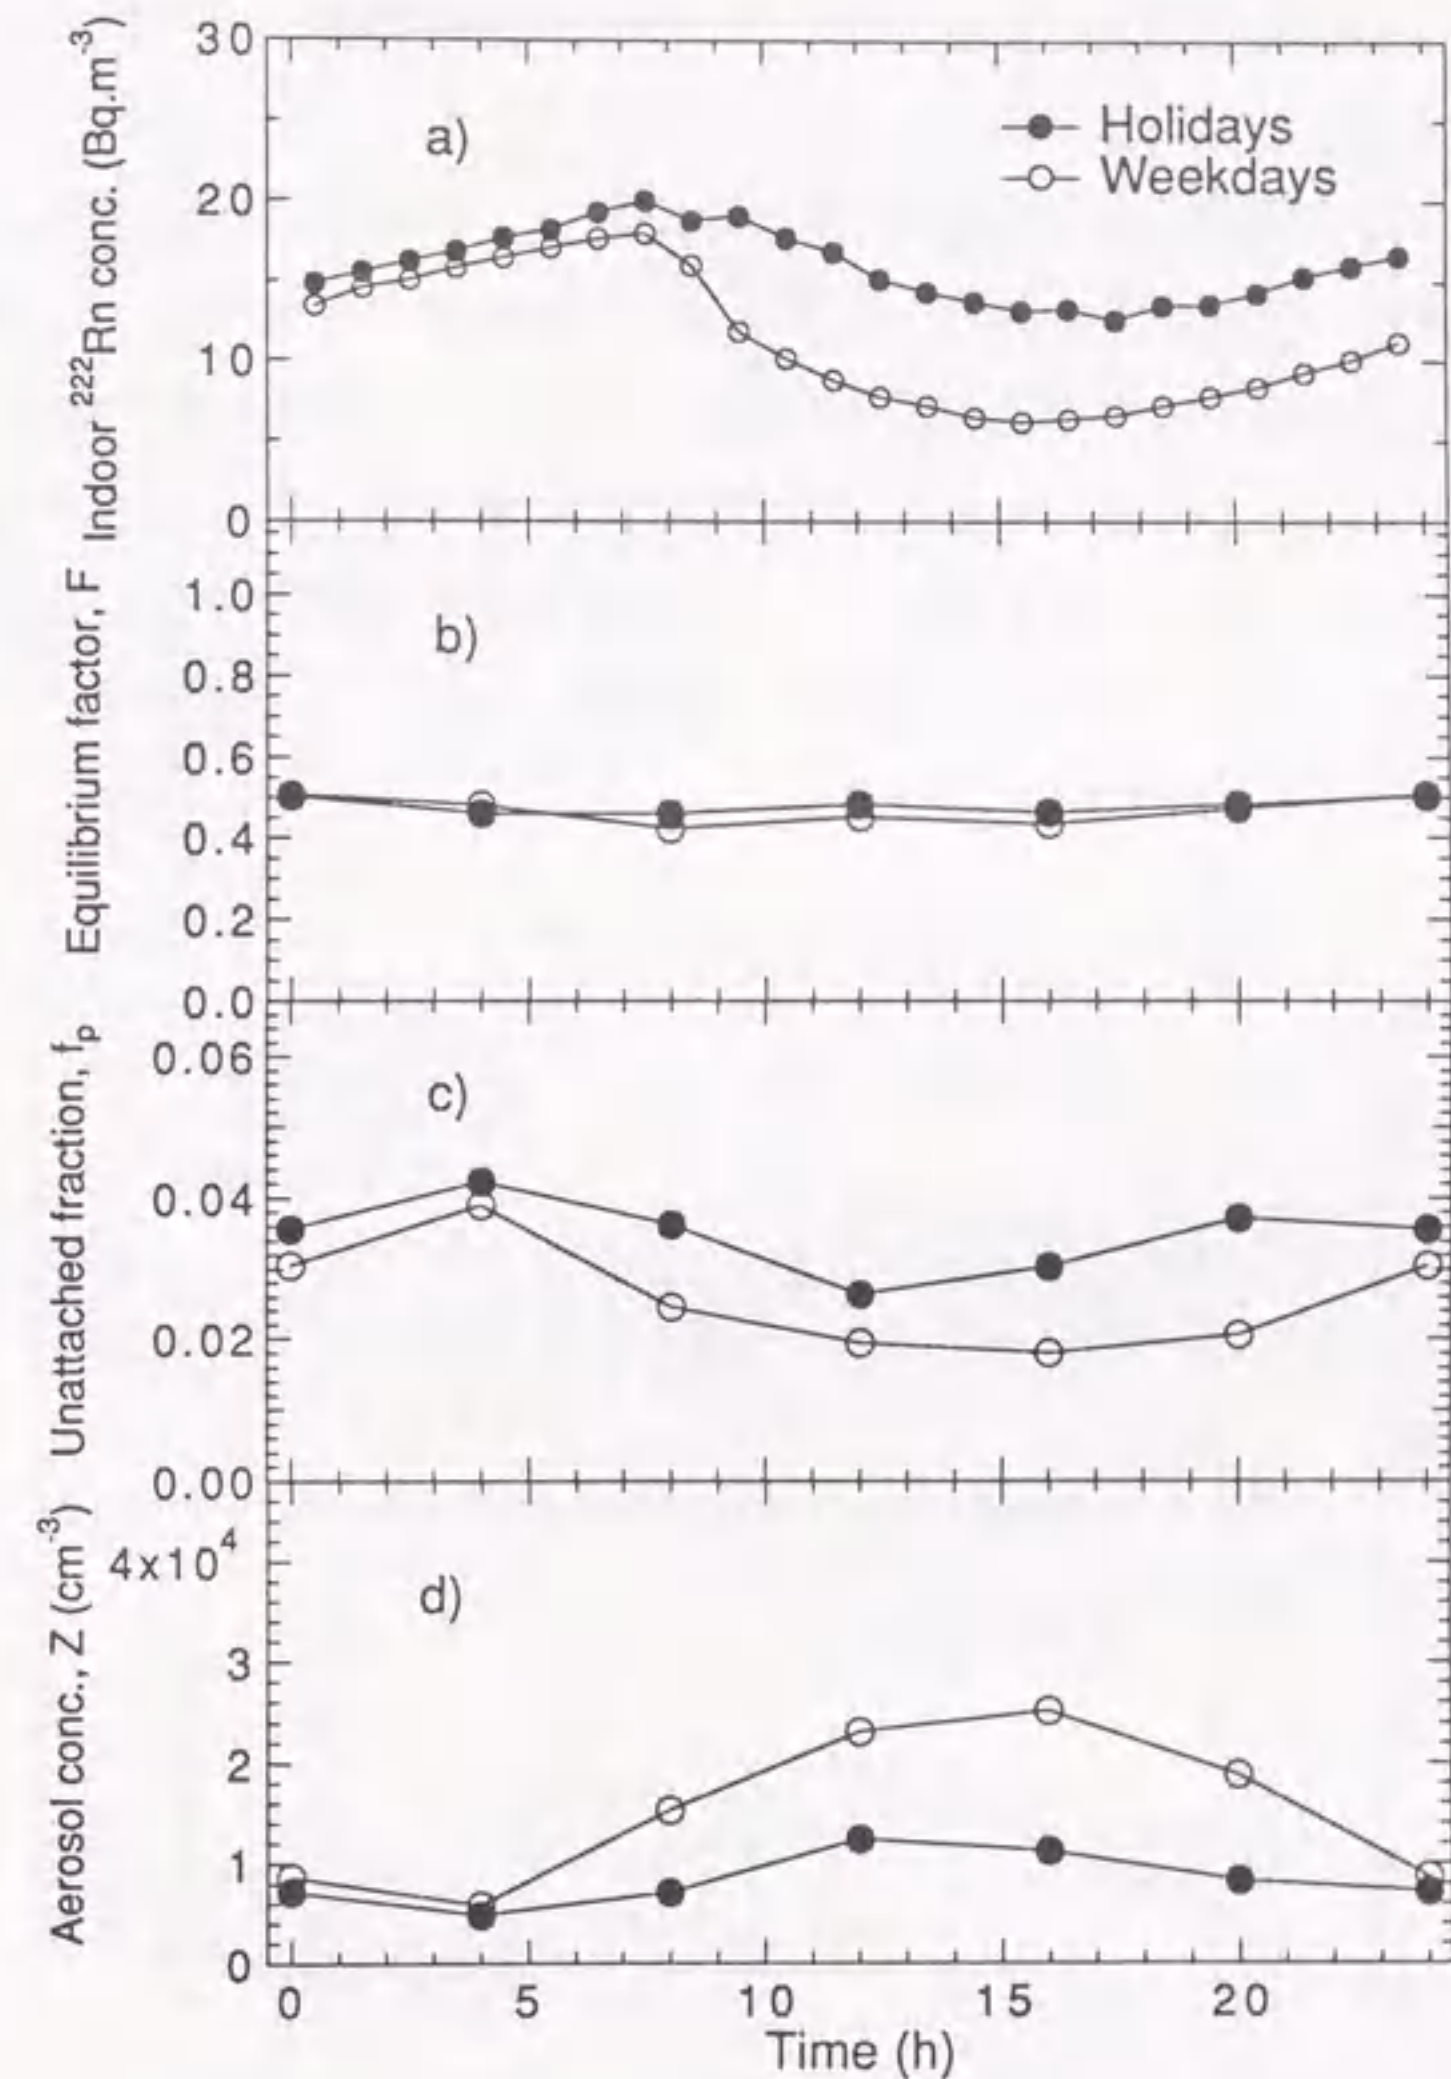 Indoor ²²²Rn conc. (Bq.m⁻³)
30
20
10
0
a)
Holidays
Weekdays
Equilibrium factor, F
1.0
0.8
0.6
0.4
0.2
0.0
b)
Unattached fraction, fₚ
0.06
0.04
0.02
0.00
c)
Aerosol conc., Z (cm⁻³)
4x10⁴
3
2
1
0
d)
0 5 10 15 20
Time (h)